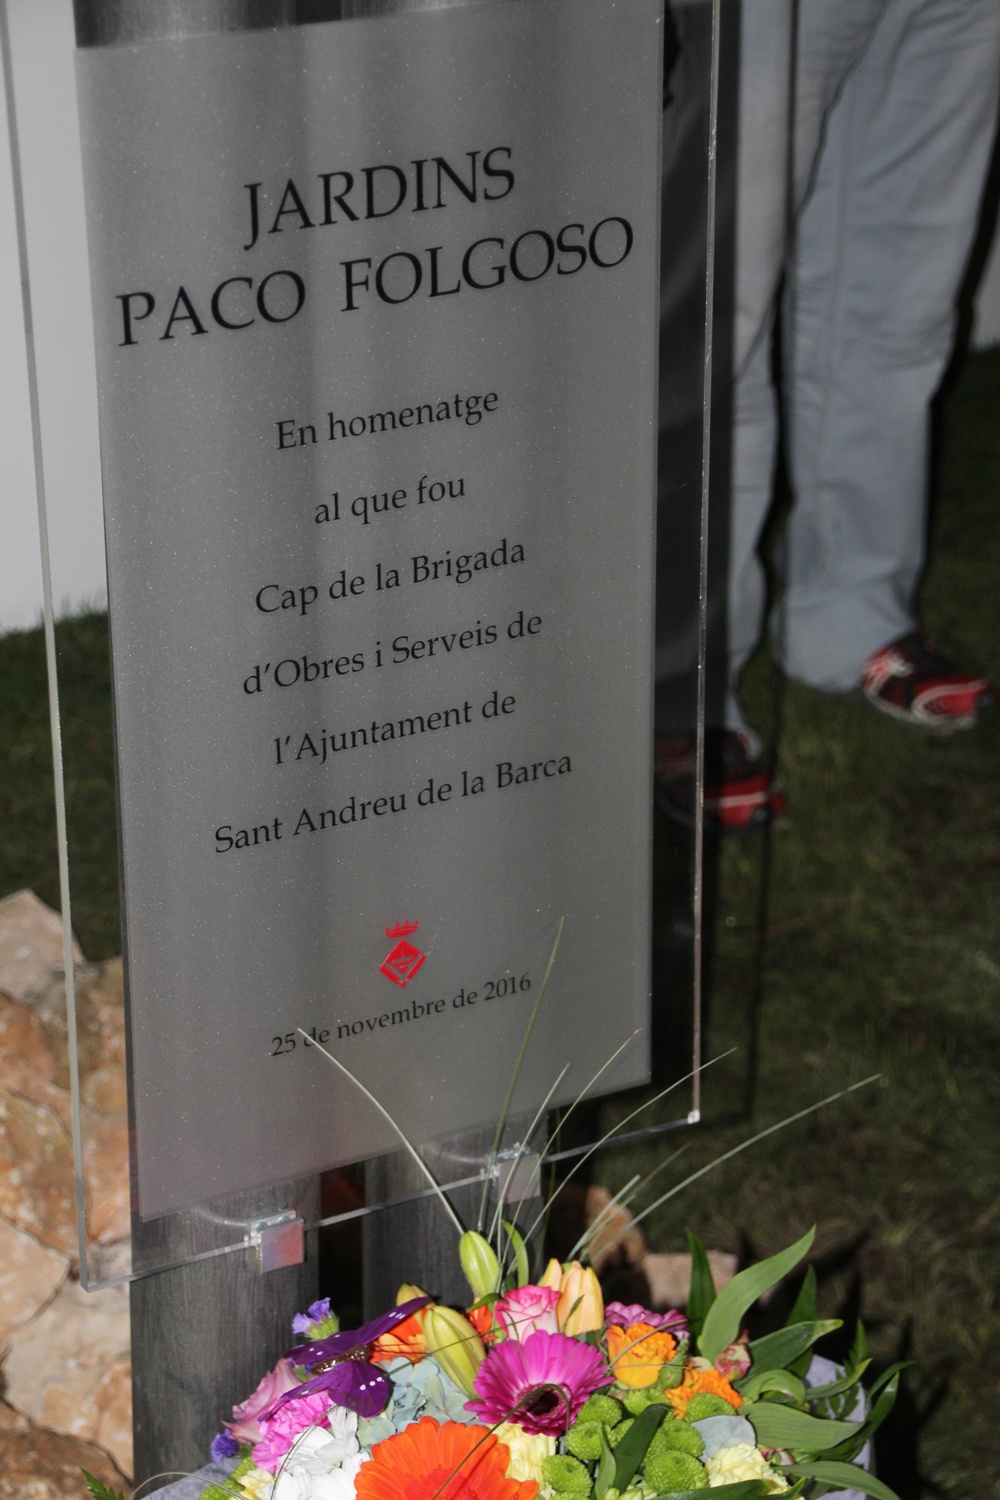 JARDINS
PACO FOLGOSO
En homenatge
al que fou
Cap de la Brigada
d'Obres i Serveis de
l'Ajuntament de
Sant Andreu de la Barca
25 de novembre de 2016